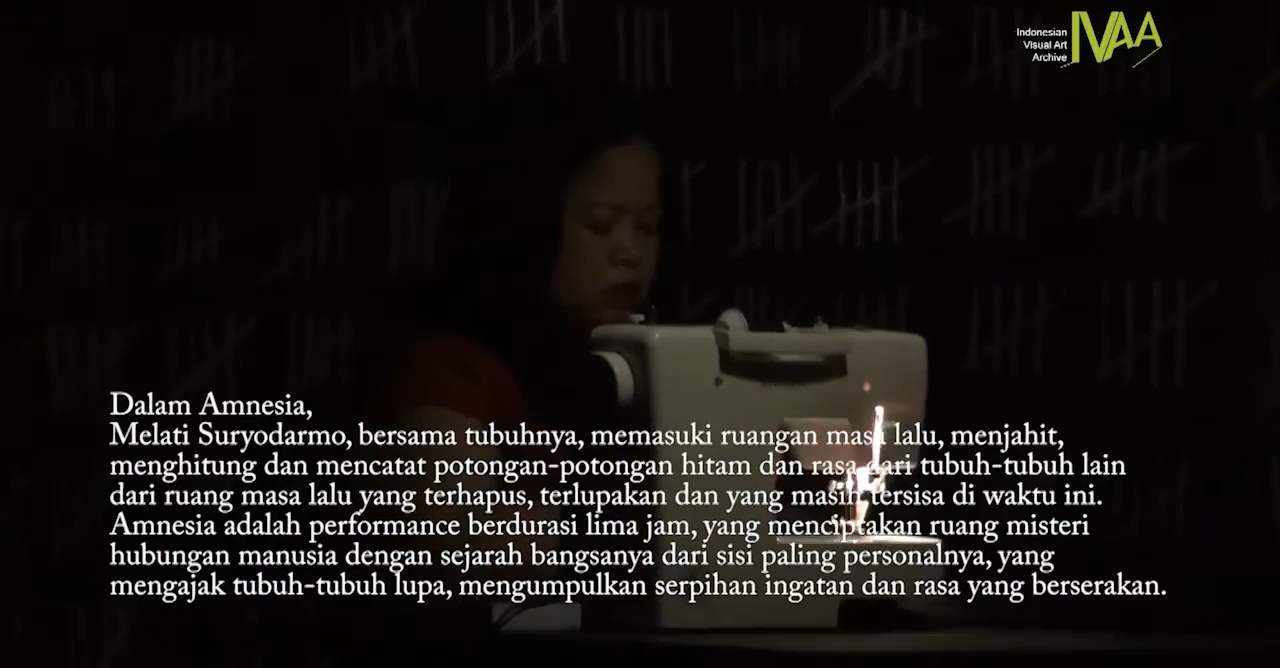 Indonesian
Visual Art
Archive
IVAA
Dalam Amnesia,
Melati Suryodarmo, bersama tubuhnya, memasuki ruangan masa lalu, menjahit,
menghitung dan mencatat potongan-potongan hitam dan rasa dari tubuh-tubuh lain
dari ruang masa lalu yang terhapus, terlupakan dan yang masih tersisa di waktu ini.
Amnesia adalah performance berdurasi lima jam, yang menciptakan ruang misteri
hubungan manusia dengan sejarah bangsanya dari sisi paling personalnya, yang
mengajak tubuh-tubuh lupa, mengumpulkan serpihan ingatan dan rasa yang berserakan.